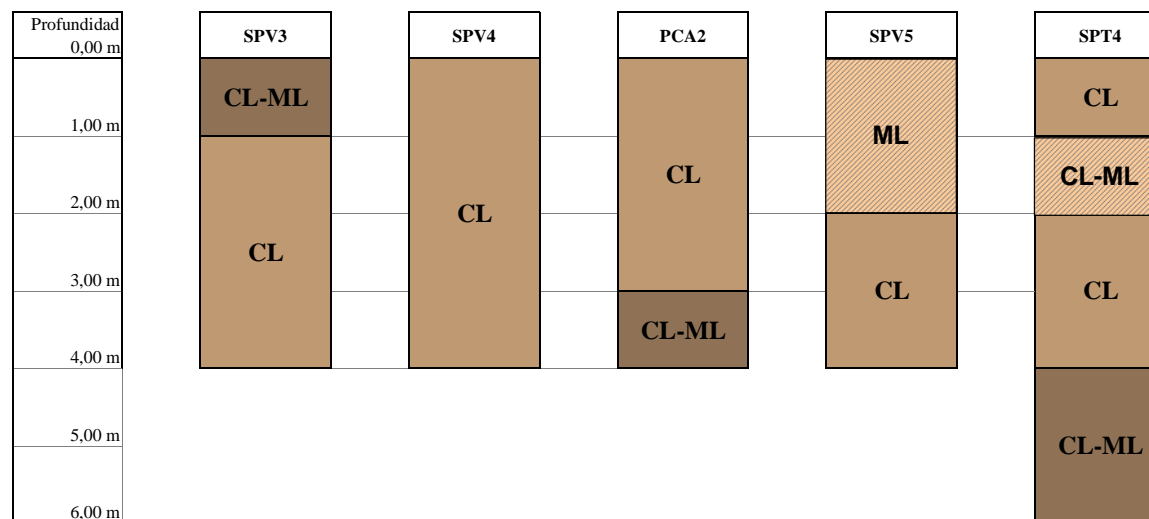 Profundidad
0,00 m
SPV3
SPV4
PCA2
SPV5
SPT4
CL-ML
CL
1,00 m
ML
CL-ML
CL
2,00 m
CL
CL
3,00 m
CL
CL
CL-ML
4,00 m
5,00 m
CL-ML
6,00 m